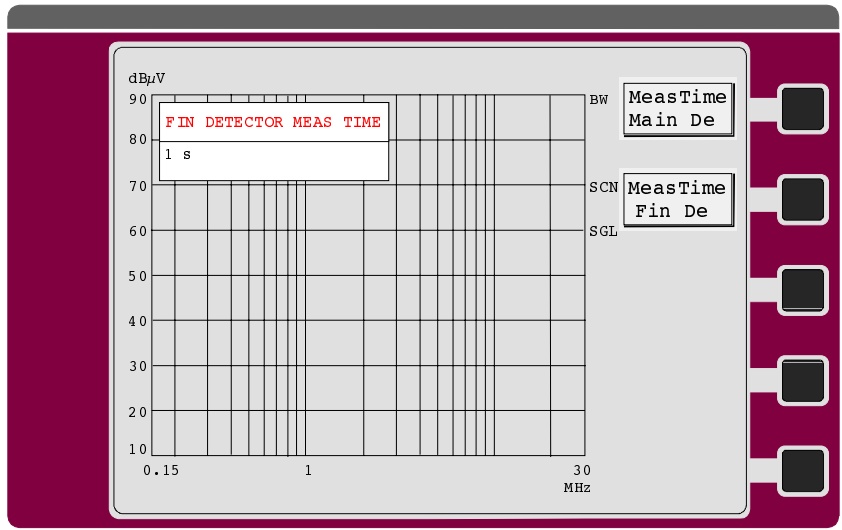 dBµV
90
FIN DETECTOR MEAS TIME
1 s
80
70
60
50
40
30
20
10
0.15
1
30
MHz
BW
SCN
SGL
MeasTime
Main De
MeasTime
Fin De